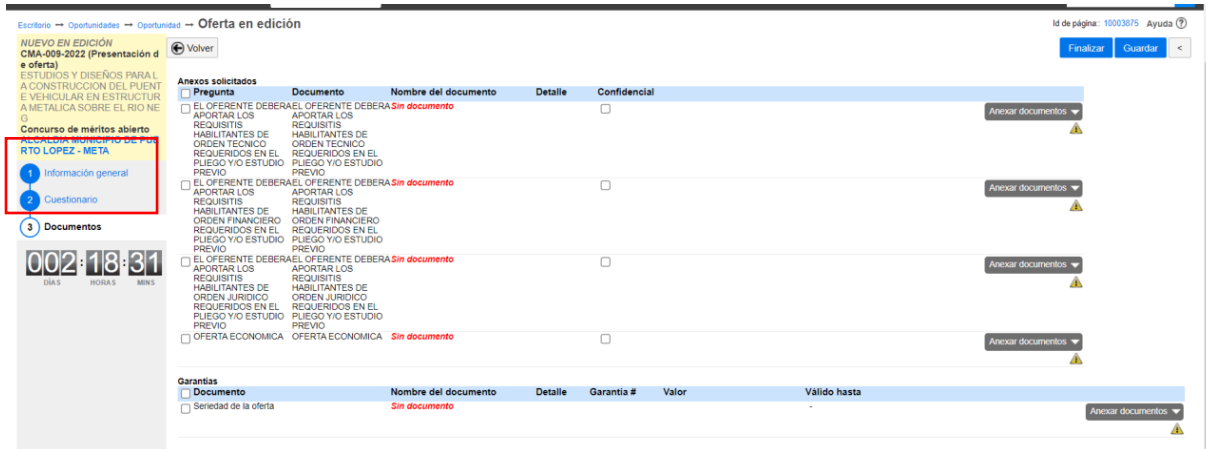 Escritorio → Oportunidades → Oportunidad → Oferta en edición
Id de página:: 10003875 Ayuda ?
NUEVO EN EDICIÓN
CMA-009-2022 (Presentación d
e oferta)
ESTUDIOS Y DISEÑOS PARA L
A CONSTRUCCION DEL PUENT
E VEHICULAR EN ESTRUCTUR
A METALICA SOBRE EL RIO NE
G
Concurso de méritos abierto
ALCALDIA MUNICIPIO DE PUE
RTO LOPEZ - META
1 Información general
2 Cuestionario
3 Documentos
002:18:31
DÍAS HORAS MINS
Volver
Finalizar Guardar <
Anexos solicitados
Pregunta Documento Nombre del documento Detalle Confidencial
EL OFERENTE DEBERA EL OFERENTE DEBERA Sin documento
APORTAR LOS APORTAR LOS
REQUISITIS REQUISITIS
HABILITANTES DE HABILITANTES DE
ORDEN TECNICO ORDEN TECNICO
REQUERIDOS EN EL REQUERIDOS EN EL
PLIEGO Y/O ESTUDIO PLIEGO Y/O ESTUDIO
PREVIO PREVIO
Anexar documentos
EL OFERENTE DEBERA EL OFERENTE DEBERA Sin documento
APORTAR LOS APORTAR LOS
REQUISITIS REQUISITIS
HABILITANTES DE HABILITANTES DE
ORDEN FINANCIERO ORDEN FINANCIERO
REQUERIDOS EN EL REQUERIDOS EN EL
PLIEGO Y/O ESTUDIO PLIEGO Y/O ESTUDIO
PREVIO PREVIO
Anexar documentos
EL OFERENTE DEBERA EL OFERENTE DEBERA Sin documento
APORTAR LOS APORTAR LOS
REQUISITIS REQUISITIS
HABILITANTES DE HABILITANTES DE
ORDEN JURIDICO ORDEN JURIDICO
REQUERIDOS EN EL REQUERIDOS EN EL
PLIEGO Y/O ESTUDIO PLIEGO Y/O ESTUDIO
PREVIO PREVIO
Anexar documentos
OFERTA ECONOMICA OFERTA ECONOMICA Sin documento
Anexar documentos
Garantías
Documento Nombre del documento Detalle Garantía # Valor Válido hasta
Seriedad de la oferta Sin documento -
Anexar documentos